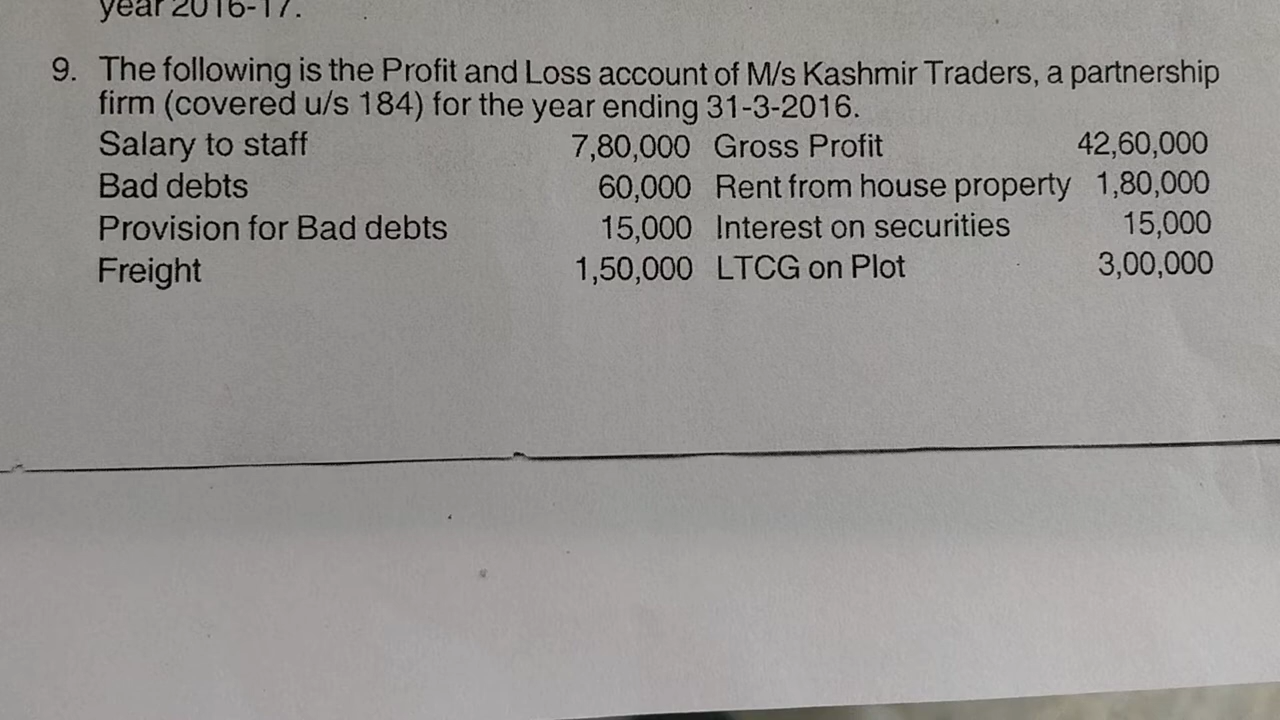 year 2016-17.
9. The following is the Profit and Loss account of M/s Kashmir Traders, a partnership
firm (covered u/s 184) for the year ending 31-3-2016.
Salary to staff 7,80,000 Gross Profit 42,60,000
Bad debts 60,000 Rent from house property 1,80,000
Provision for Bad debts 15,000 Interest on securities 15,000
Freight 1,50,000 LTCG on Plot 3,00,000